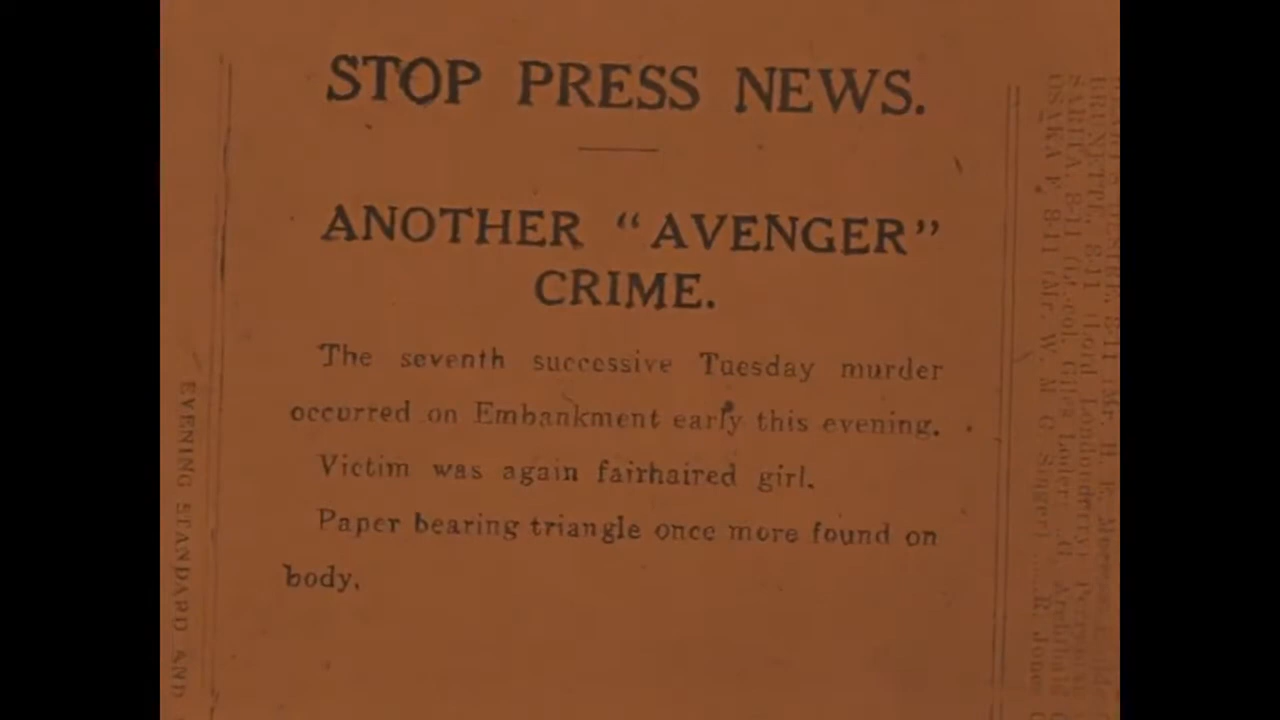 STOP PRESS NEWS.
ANOTHER "AVENGER"
CRIME.
The seventh successive Tuesday murder
occurred on Embankment early this evening.
Victim was again fairhaired girl.
Paper bearing triangle once more found on
body.
EVENING STANDARD AND